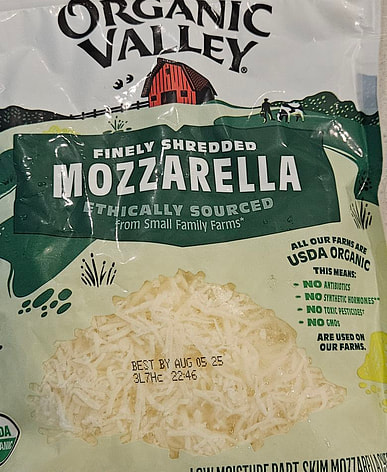 ORGANIC
VALLEY®
FINELY SHREDDED
MOZZARELLA
ETHICALLY SOURCED
From Small Family Farms*
ALL OUR FARMS ARE
USDA ORGANIC
THIS MEANS:
- NO ANTIBIOTICS
- NO SYNTHETIC HORMONES**
- NO TOXIC PESTICIDES*
- NO GMOS
ARE USED ON
OUR FARMS.
BEST BY AUG 05 25
3L7Hc 22:46
LOW MOISTURE PART-SKIM MOZZARELLA